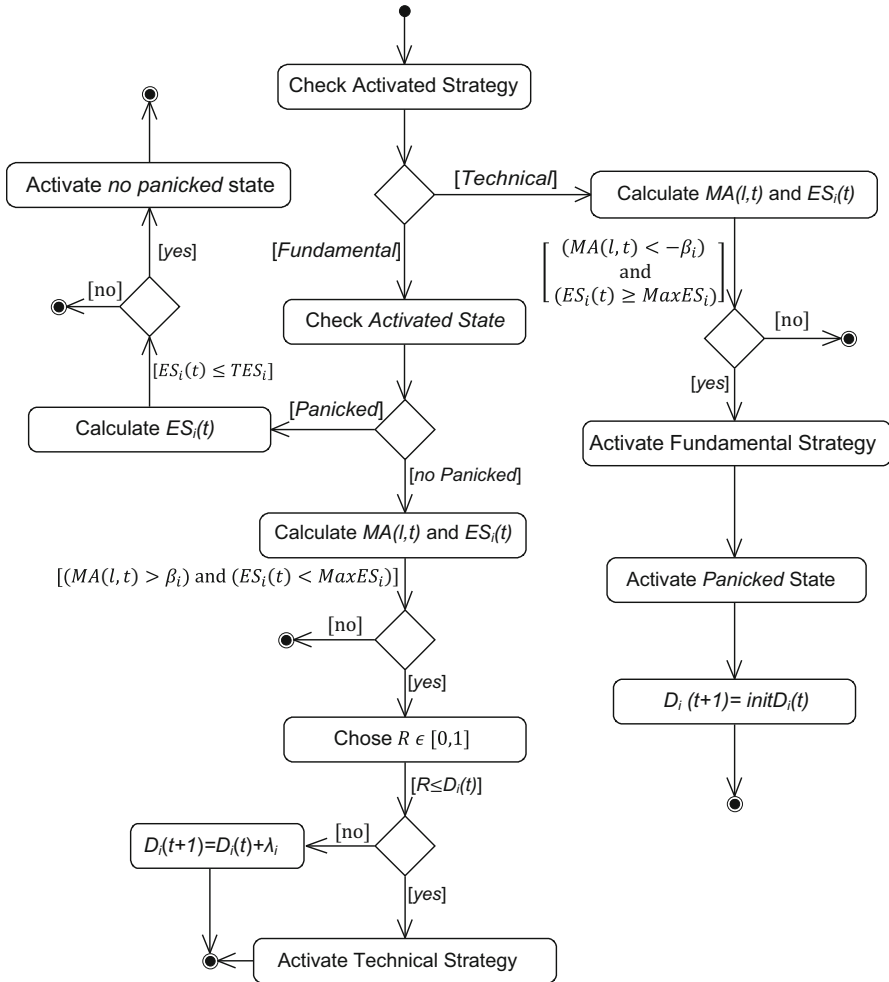 Check Activated Strategy
Activate no panicked state
[Technical]
Calculate MA(l,t) and ESᵢ(t)
[yes]
[Fundamental]
(MA(l,t) < −βᵢ)
and
(ESᵢ(t) ≥ MaxESᵢ)
[no]
Check Activated State
[no]
[ESᵢ(t) ≤ TESᵢ]
[yes]
Calculate ESᵢ(t)
[Panicked]
Activate Fundamental Strategy
[no Panicked]
Calculate MA(l,t) and ESᵢ(t)
[(MA(l,t) > βᵢ) and (ESᵢ(t) < MaxESᵢ)]
Activate Panicked State
[no]
[yes]
Dᵢ (t+1)= initDᵢ(t)
Chose R ϵ [0,1]
[R≤Dᵢ(t)]
Dᵢ(t+1)=Dᵢ(t)+λᵢ
[no]
[yes]
Activate Technical Strategy